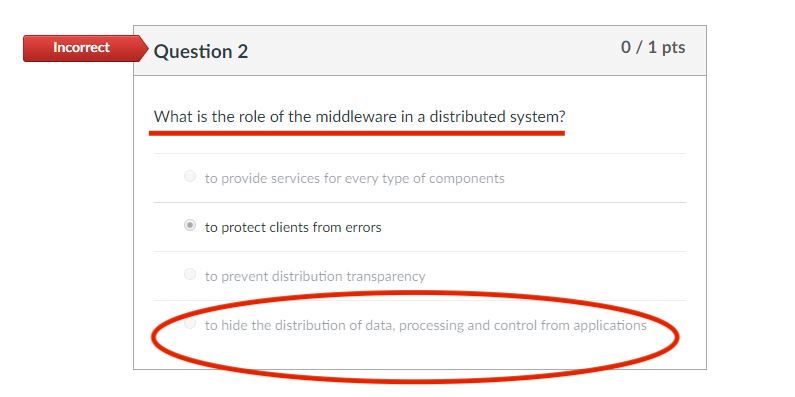 Incorrect
Question 2
0 / 1 pts
What is the role of the middleware in a distributed system?
to provide services for every type of components
to protect clients from errors
to prevent distribution transparency
to hide the distribution of data, processing and control from applications